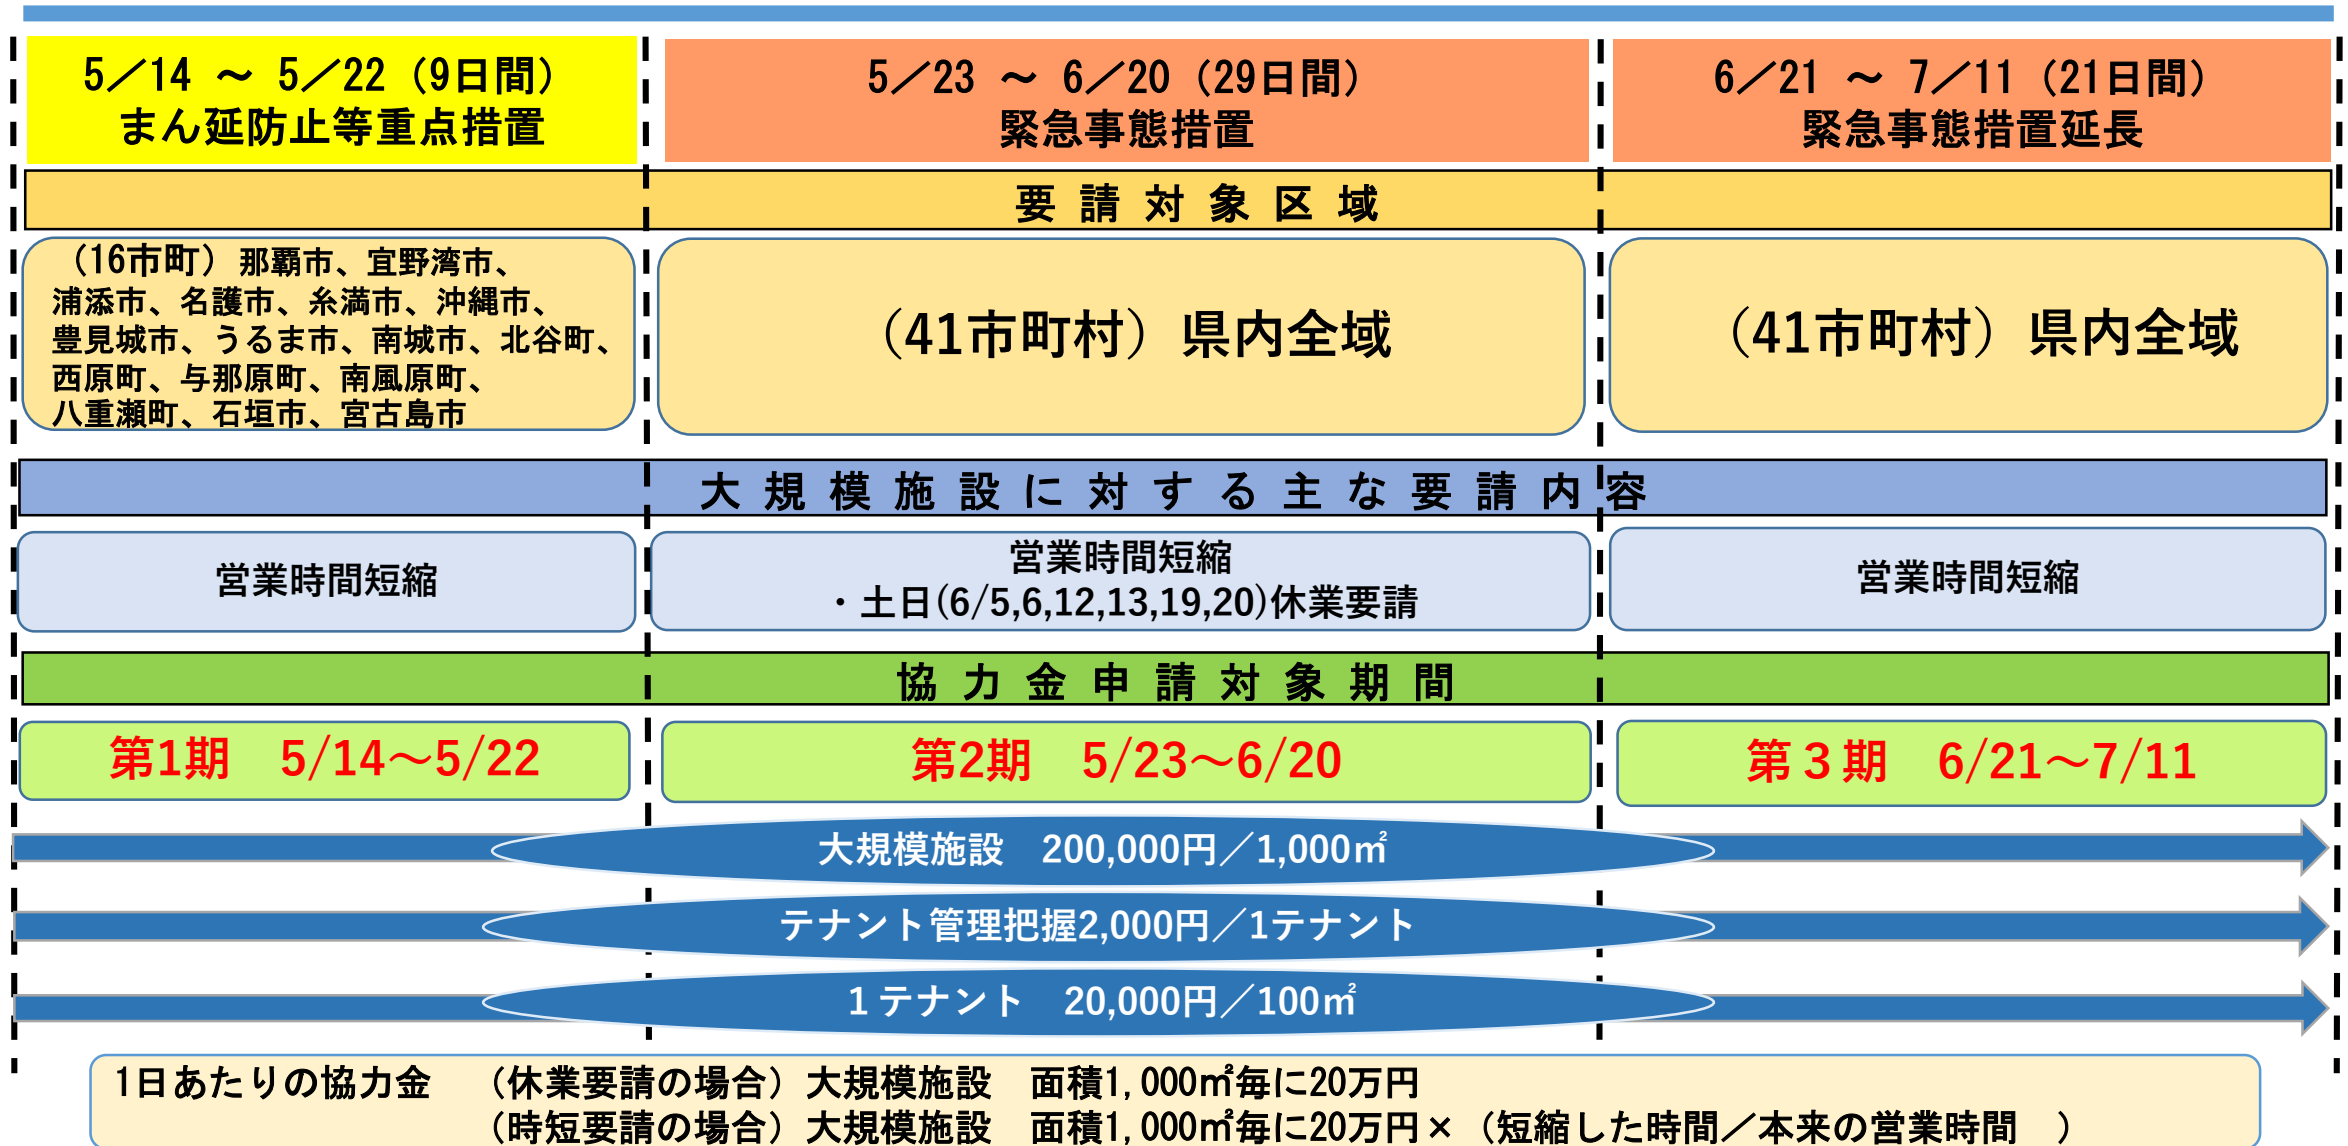 5／14 ～ 5／22（9日間）
まん延防止等重点措置
5／23 ～ 6／20（29日間）
緊急事態措置
6／21 ～ 7／11（21日間）
緊急事態措置延長
要請対象区域
（16市町）那覇市、宜野湾市、
浦添市、名護市、糸満市、沖縄市、
豊見城市、うるま市、南城市、北谷町、
西原町、与那原町、南風原町、
八重瀬町、石垣市、宮古島市
（41市町村）県内全域
（41市町村）県内全域
大規模施設に対する主な要請内容
営業時間短縮
営業時間短縮
・土日(6/5,6,12,13,19,20)休業要請
営業時間短縮
協力金申請対象期間
第1期　5/14～5/22
第2期　5/23～6/20
第３期　6/21～7/11
大規模施設　200,000円／1,000㎡
テナント管理把握2,000円／1テナント
１テナント　20,000円／100㎡
1日あたりの協力金　（休業要請の場合）大規模施設　面積1,000㎡毎に20万円
（時短要請の場合）大規模施設　面積1,000㎡毎に20万円×（短縮した時間／本来の営業時間　）